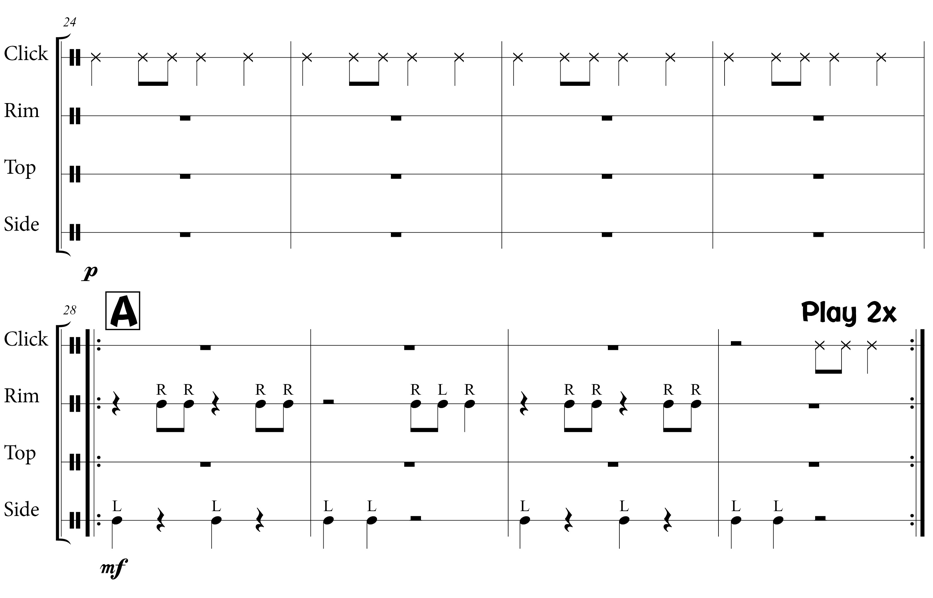 24
Click
Rim
Top
Side
p
28
A
Play 2x
Click
Rim
R R R R R L R R R R R
Top
Side
L L L L L L L L
mf